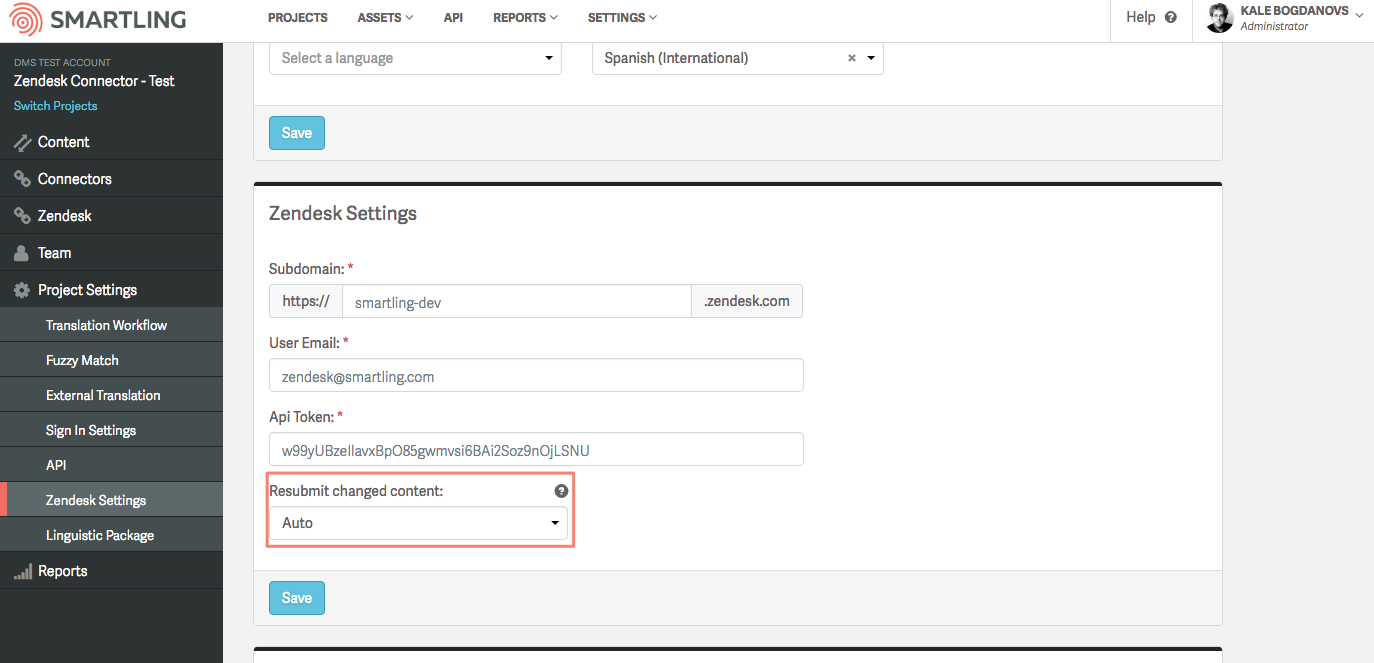 SMARTLING
PROJECTS ASSETS API REPORTS SETTINGS
Help ?
KALE BOGDANOVS
Administrator
DMS TEST ACCOUNT
Zendesk Connector - Test
Switch Projects
Content
Connectors
Zendesk
Team
Project Settings
Translation Workflow
Fuzzy Match
External Translation
Sign In Settings
API
Zendesk Settings
Linguistic Package
Reports
Select a language
Spanish (International) ×
Save
Zendesk Settings
Subdomain: *
https:// smartling-dev .zendesk.com
User Email: *
zendesk@smartling.com
Api Token: *
w99yUBzeIlavxBpO85gwmvsi6BAi2Soz9nOjLSNU
Resubmit changed content: ?
Auto
Save